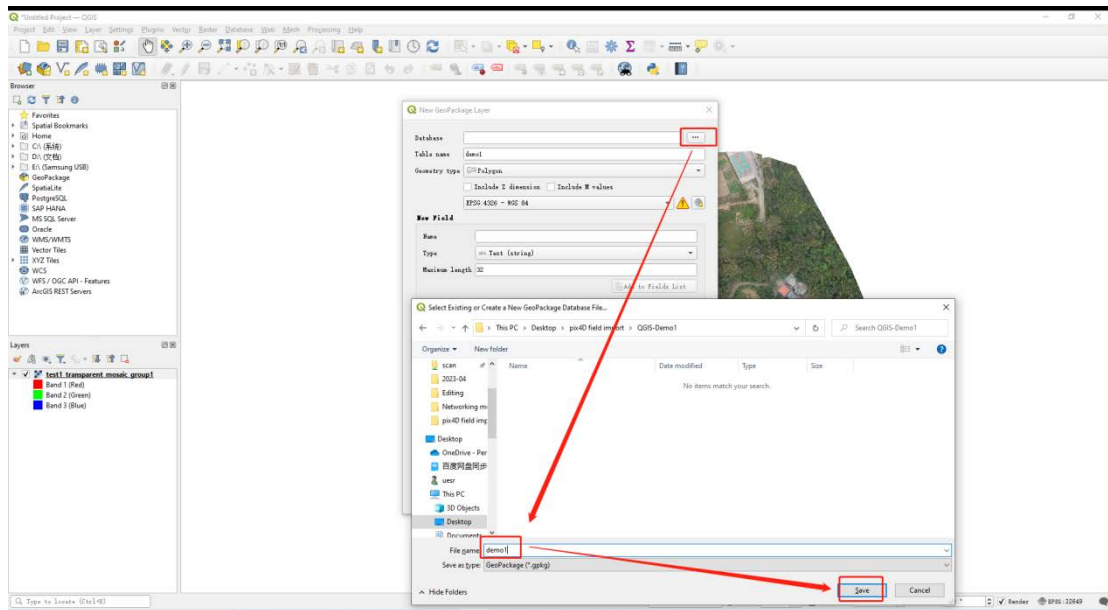 *Untitled Project — QGIS
Project Edit View Layer Settings Plugins Vector Raster Database Web Mesh Processing Help
Browser
Favorites
Spatial Bookmarks
Home
C:\ (系统)
D:\ (文档)
E:\ (Samsung USB)
GeoPackage
SpatiaLite
PostgreSQL
SAP HANA
MS SQL Server
Oracle
WMS/WMTS
Vector Tiles
XYZ Tiles
WCS
WFS / OGC API - Features
ArcGIS REST Servers
Layers
test1_transparent_mosaic_group1
Band 1 (Red)
Band 2 (Green)
Band 3 (Blue)
New GeoPackage Layer
Database
...
Table name demo1
Geometry type Polygon
Include Z dimension Include M values
EPSG:4326 - WGS 84
New Field
Name
Type abc Text (string)
Maximum length 32
Add to Fields List
Select Existing or Create a New GeoPackage Database File...
This PC › Desktop › pix4D field import › QGIS-Demo1
Search QGIS-Demo1
Organize New folder
Name Date modified Type Size
No items match your search.
scan
2023-04
Editing
Networking m
pix4D field imp
Desktop
OneDrive - Per
百度网盘同步
uesr
This PC
3D Objects
Desktop
Documents
File name: demo1
Save as type: GeoPackage (*.gpkg)
Hide Folders
Save
Cancel
Type to locate (Ctrl+K)
Render
EPSG:32649